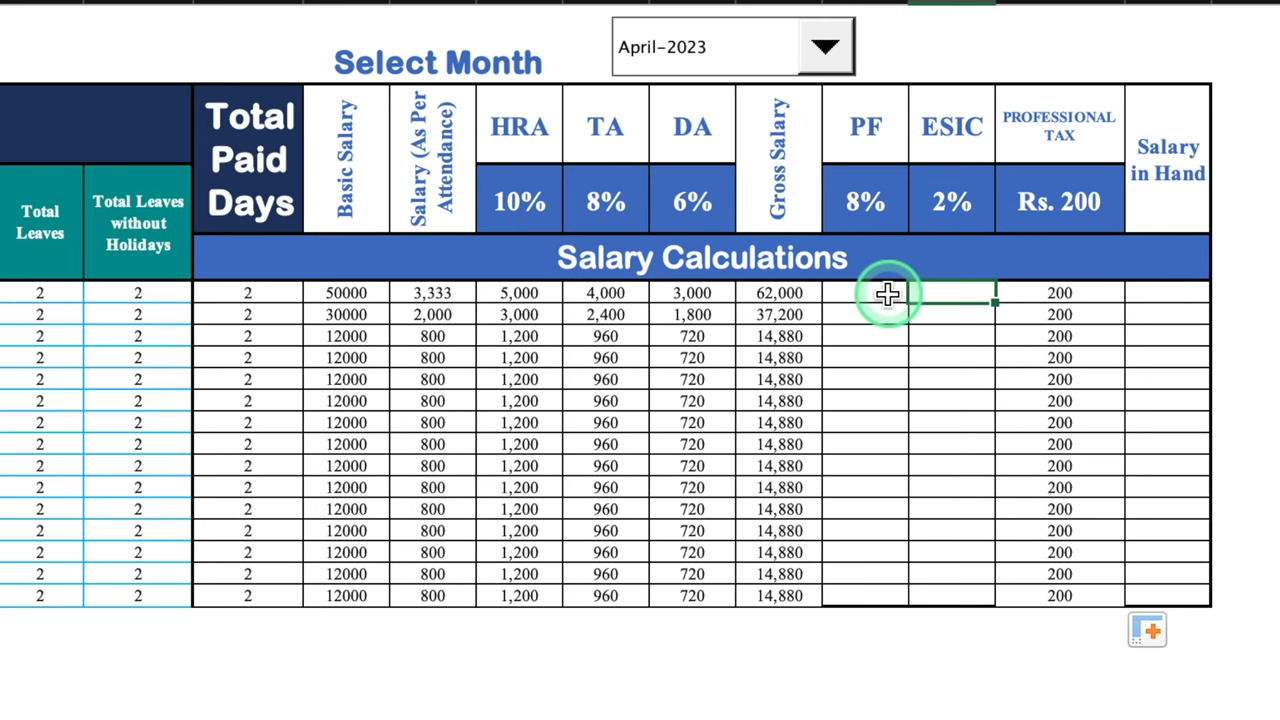 Select Month
April-2023
Total Leaves
Total Leaves without Holidays
Total Paid Days
Basic Salary
Salary (As Per Attendance)
HRA
TA
DA
Gross Salary
PF
ESIC
PROFESSIONAL TAX
Salary in Hand
10%
8%
6%
8%
2%
Rs. 200
Salary Calculations
2 2 2 50000 3,333 5,000 4,000 3,000 62,000 200
2 2 2 30000 2,000 3,000 2,400 1,800 37,200 200
2 2 2 12000 800 1,200 960 720 14,880 200
2 2 2 12000 800 1,200 960 720 14,880 200
2 2 2 12000 800 1,200 960 720 14,880 200
2 2 2 12000 800 1,200 960 720 14,880 200
2 2 2 12000 800 1,200 960 720 14,880 200
2 2 2 12000 800 1,200 960 720 14,880 200
2 2 2 12000 800 1,200 960 720 14,880 200
2 2 2 12000 800 1,200 960 720 14,880 200
2 2 2 12000 800 1,200 960 720 14,880 200
2 2 2 12000 800 1,200 960 720 14,880 200
2 2 2 12000 800 1,200 960 720 14,880 200
2 2 2 12000 800 1,200 960 720 14,880 200
2 2 2 12000 800 1,200 960 720 14,880 200